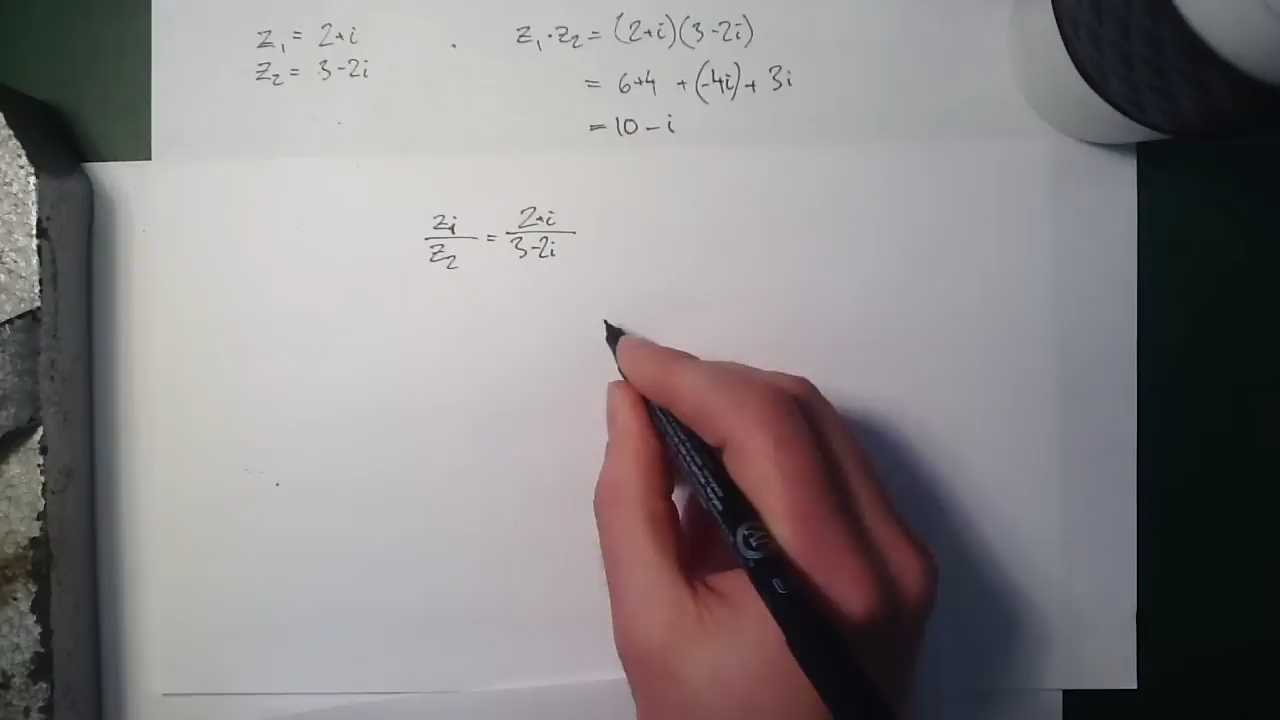 z₁ = 2+i
z₂ = 3-2i
z₁·z₂ = (2+i)(3-2i)
= 6+4 +(-4i)+ 3i
= 10-i
z₁/z₂ = 2+i/3-2i